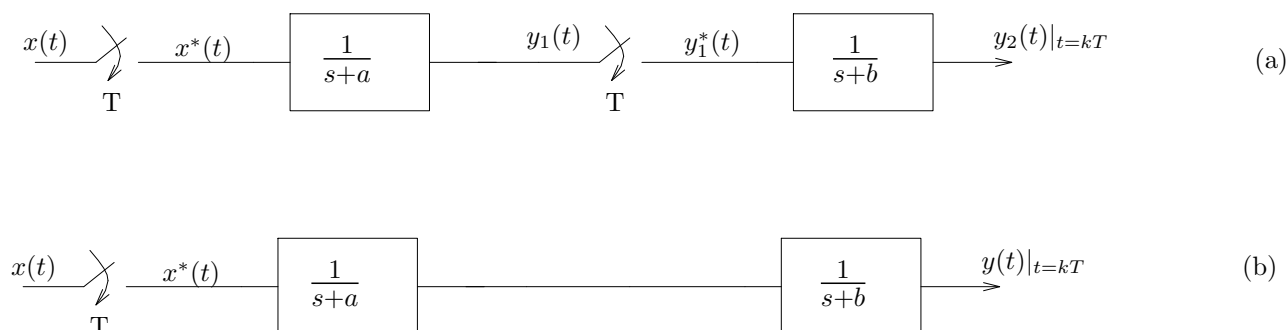 x(t) x*(t) 1/(s+a) y₁(t) y₁*(t) 1/(s+b) y₂(t)|ₜ₌ₖT (a)
T T
x(t) x*(t) 1/(s+a) 1/(s+b) y(t)|ₜ₌ₖT (b)
T